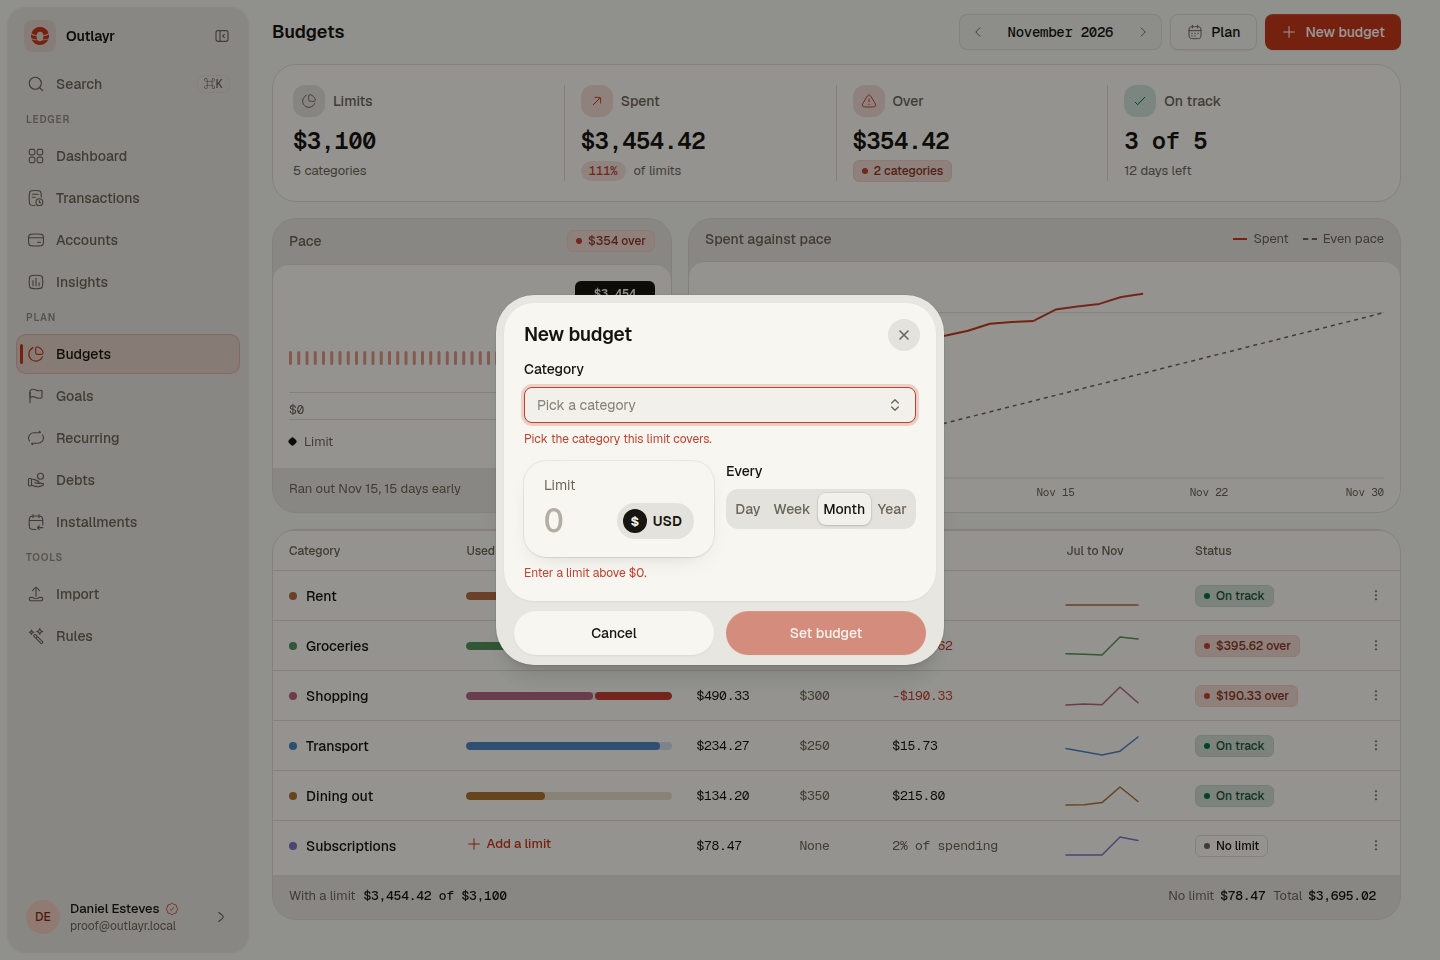 Outlayr
Search ⌘K
LEDGER
Dashboard
Transactions
Accounts
Insights
PLAN
Budgets
Goals
Recurring
Debts
Installments
TOOLS
Import
Rules
DE
Daniel Esteves
proof@outlayr.local
Budgets
November 2026
Plan
New budget
Limits
$3,100
5 categories
Spent
$3,454.42
111% of limits
Over
$354.42
2 categories
On track
3 of 5
12 days left
Pace
$354 over
$3,454
$0
Limit
Ran out Nov 15, 15 days early
Spent against pace
Spent
Even pace
Nov 15
Nov 22
Nov 30
New budget
Category
Pick a category
Pick the category this limit covers.
Limit
0
$ USD
Enter a limit above $0.
Every
Day Week Month Year
Cancel
Set budget
Category Used Jul to Nov Status
Rent On track
Groceries 62 $395.62 over
Shopping $490.33 $300 -$190.33 $190.33 over
Transport $234.27 $250 $15.73 On track
Dining out $134.20 $350 $215.80 On track
Subscriptions Add a limit $78.47 None 2% of spending No limit
With a limit $3,454.42 of $3,100
No limit $78.47 Total $3,695.02